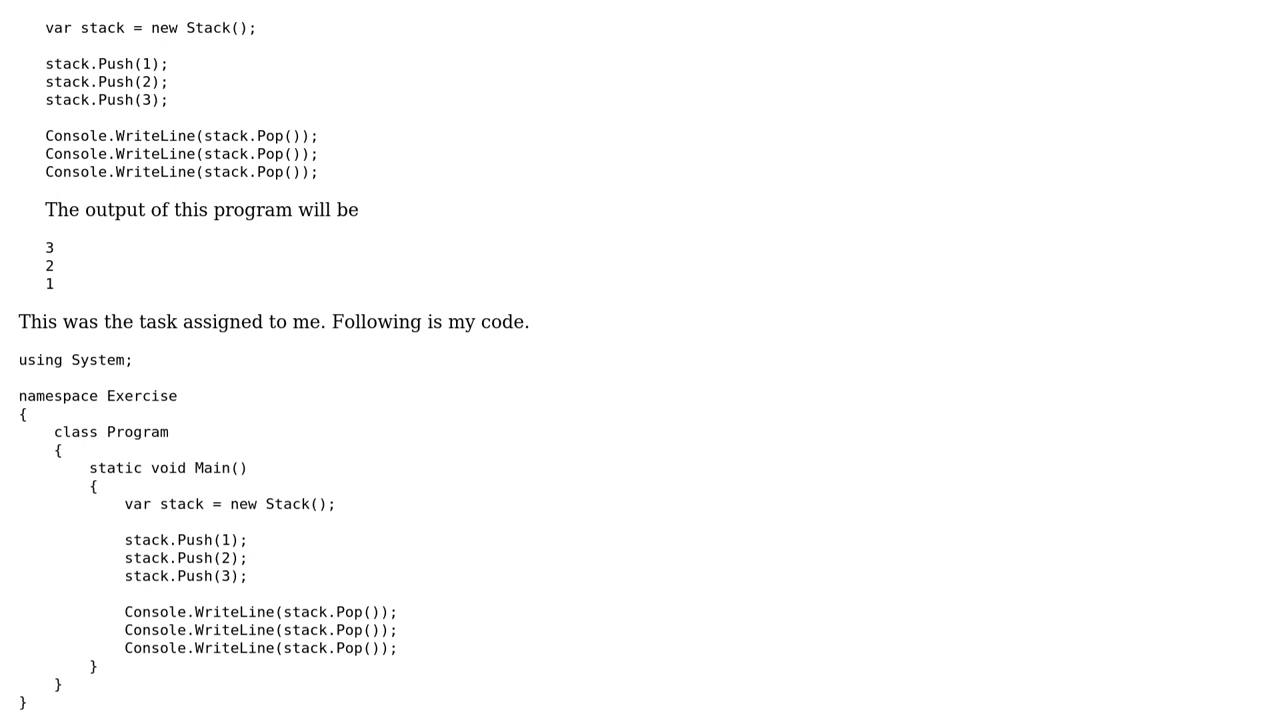 var stack = new Stack();
stack.Push(1);
stack.Push(2);
stack.Push(3);
Console.WriteLine(stack.Pop());
Console.WriteLine(stack.Pop());
Console.WriteLine(stack.Pop());
The output of this program will be
3
2
1
This was the task assigned to me. Following is my code.
using System;
namespace Exercise
{
    class Program
    {
        static void Main()
        {
            var stack = new Stack();
            stack.Push(1);
            stack.Push(2);
            stack.Push(3);
            Console.WriteLine(stack.Pop());
            Console.WriteLine(stack.Pop());
            Console.WriteLine(stack.Pop());
        }
    }
}